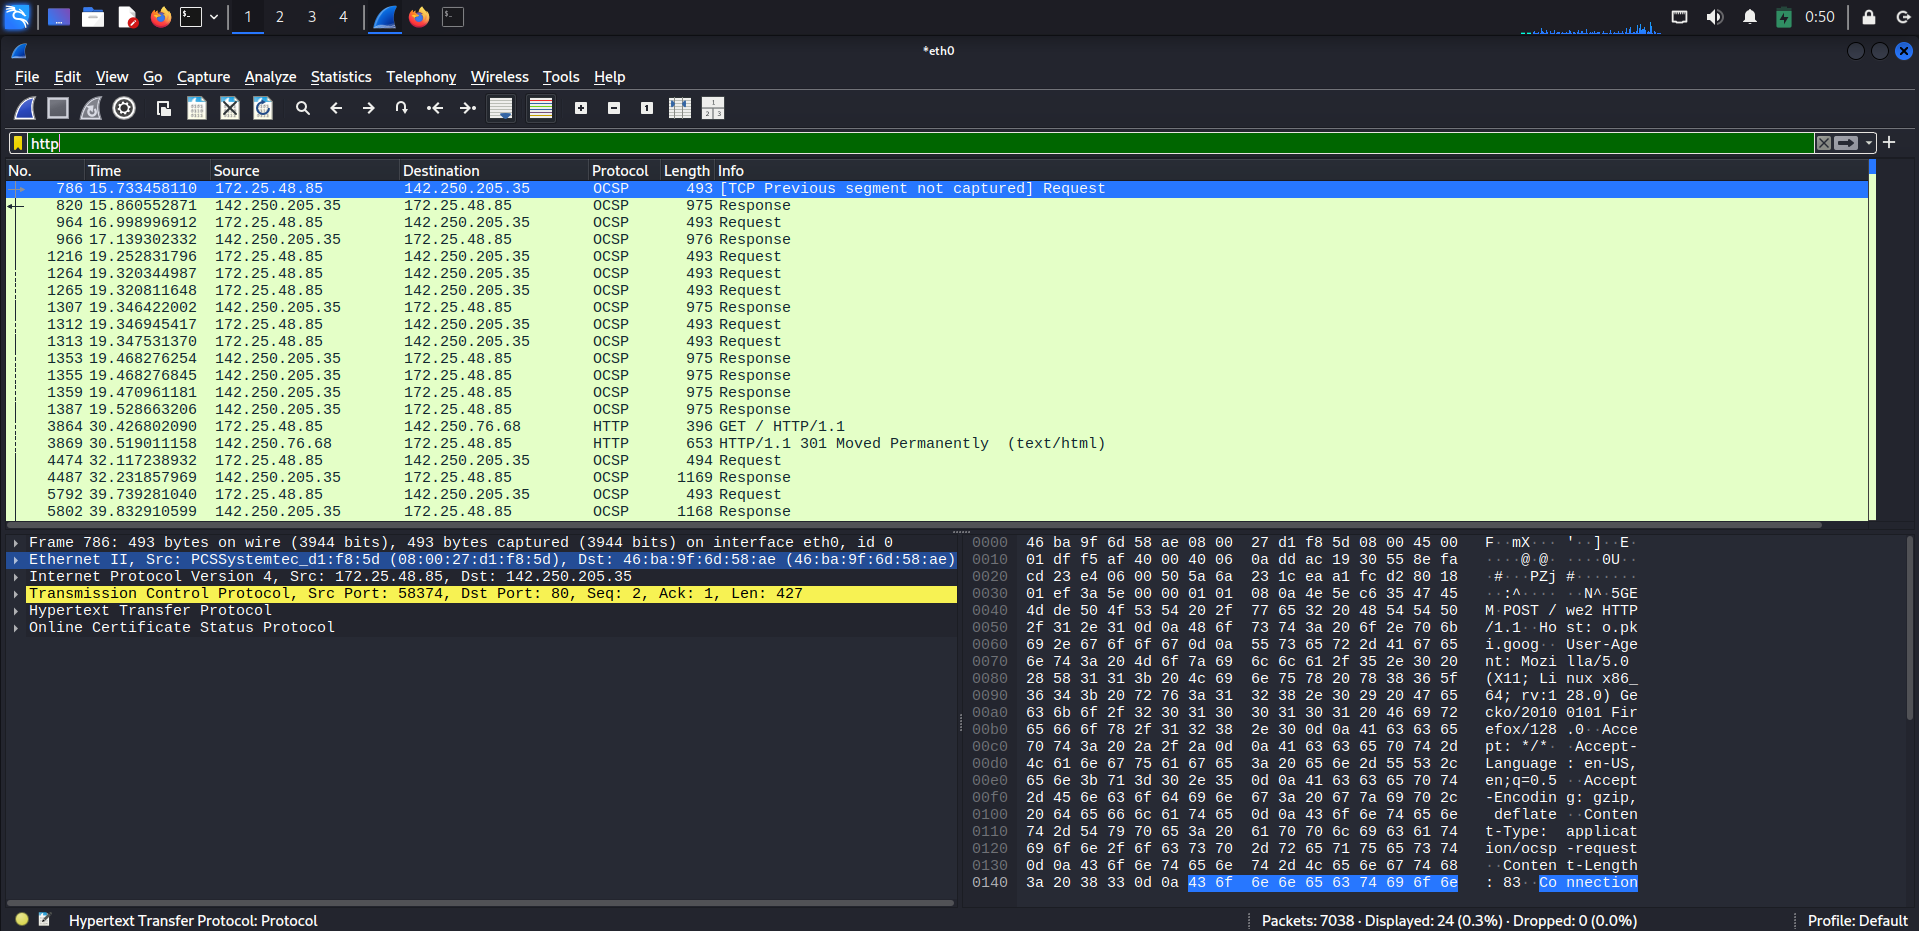 1 2 3 4 0:50
*eth0
File Edit View Go Capture Analyze Statistics Telephony Wireless Tools Help
http
No. Time Source Destination Protocol Length Info
786 15.733458110 172.25.48.85 142.250.205.35 OCSP 493 [TCP Previous segment not captured] Request
820 15.860552871 142.250.205.35 172.25.48.85 OCSP 975 Response
964 16.998996912 172.25.48.85 142.250.205.35 OCSP 493 Request
966 17.139302332 142.250.205.35 172.25.48.85 OCSP 976 Response
1216 19.252831796 172.25.48.85 142.250.205.35 OCSP 493 Request
1264 19.320344987 172.25.48.85 142.250.205.35 OCSP 493 Request
1265 19.320811648 172.25.48.85 142.250.205.35 OCSP 493 Request
1307 19.346422002 142.250.205.35 172.25.48.85 OCSP 975 Response
1312 19.346945417 172.25.48.85 142.250.205.35 OCSP 493 Request
1313 19.347531370 172.25.48.85 142.250.205.35 OCSP 493 Request
1353 19.468276254 142.250.205.35 172.25.48.85 OCSP 975 Response
1355 19.468276845 142.250.205.35 172.25.48.85 OCSP 975 Response
1359 19.470961181 142.250.205.35 172.25.48.85 OCSP 975 Response
1387 19.528663206 142.250.205.35 172.25.48.85 OCSP 975 Response
3864 30.426802090 172.25.48.85 142.250.76.68 HTTP 396 GET / HTTP/1.1
3869 30.519011158 142.250.76.68 172.25.48.85 HTTP 653 HTTP/1.1 301 Moved Permanently (text/html)
4474 32.117238932 172.25.48.85 142.250.205.35 OCSP 494 Request
4487 32.231857969 142.250.205.35 172.25.48.85 OCSP 1169 Response
5792 39.739281040 172.25.48.85 142.250.205.35 OCSP 493 Request
5802 39.832910599 142.250.205.35 172.25.48.85 OCSP 1168 Response
Frame 786: 493 bytes on wire (3944 bits), 493 bytes captured (3944 bits) on interface eth0, id 0
Ethernet II, Src: PCSSystemtec_d1:f8:5d (08:00:27:d1:f8:5d), Dst: 46:ba:9f:6d:58:ae (46:ba:9f:6d:58:ae)
Internet Protocol Version 4, Src: 172.25.48.85, Dst: 142.250.205.35
Transmission Control Protocol, Src Port: 58374, Dst Port: 80, Seq: 2, Ack: 1, Len: 427
Hypertext Transfer Protocol
Online Certificate Status Protocol
0000 46 ba 9f 6d 58 ae 08 00 27 d1 f8 5d 08 00 45 00 F··mX··· '··]··E·
0010 01 df f5 af 40 00 40 06 0a dd ac 19 30 55 8e fa ····@·@· ····0U··
0020 cd 23 e4 06 00 50 5a 6a 23 1c ea a1 fc d2 80 18 ·#···PZj #·······
0030 01 ef 3a 5e 00 00 01 01 08 0a 4e 5e c6 35 47 45 ··:^···· ··N^·5GE
0040 4d de 50 4f 53 54 20 2f 77 65 32 20 48 54 54 50 M·POST / we2 HTTP
0050 2f 31 2e 31 0d 0a 48 6f 73 74 3a 20 6f 2e 70 6b /1.1··Ho st: o.pk
0060 69 2e 67 6f 6f 67 0d 0a 55 73 65 72 2d 41 67 65 i.goog·· User-Age
0070 6e 74 3a 20 4d 6f 7a 69 6c 6c 61 2f 35 2e 30 20 nt: Mozi lla/5.0
0080 28 58 31 31 3b 20 4c 69 6e 75 78 20 78 38 36 5f (X11; Li nux x86_
0090 36 34 3b 20 72 76 3a 31 32 38 2e 30 29 20 47 65 64; rv:1 28.0) Ge
00a0 63 6b 6f 2f 32 30 31 30 30 31 30 31 20 46 69 72 cko/2010 0101 Fir
00b0 65 66 6f 78 2f 31 32 38 2e 30 0d 0a 41 63 63 65 efox/128 .0··Acce
00c0 70 74 3a 20 2a 2f 2a 0d 0a 41 63 63 65 70 74 2d pt: */*· ·Accept-
00d0 4c 61 6e 67 75 61 67 65 3a 20 65 6e 2d 55 53 2c Language : en-US,
00e0 65 6e 3b 71 3d 30 2e 35 0d 0a 41 63 63 65 70 74 en;q=0.5 ··Accept
00f0 2d 45 6e 63 6f 64 69 6e 67 3a 20 67 7a 69 70 2c -Encodin g: gzip,
0100 20 64 65 66 6c 61 74 65 0d 0a 43 6f 6e 74 65 6e deflate ··Conten
0110 74 2d 54 79 70 65 3a 20 61 70 70 6c 69 63 61 74 t-Type: applicat
0120 69 6f 6e 2f 6f 63 73 70 2d 72 65 71 75 65 73 74 ion/ocsp -request
0130 0d 0a 43 6f 6e 74 65 6e 74 2d 4c 65 6e 67 74 68 ··Conten t-Length
0140 3a 20 38 33 0d 0a 43 6f 6e 6e 65 63 74 69 6f 6e : 83··Co nnection
Hypertext Transfer Protocol: Protocol Packets: 7038 · Displayed: 24 (0.3%) · Dropped: 0 (0.0%) Profile: Default